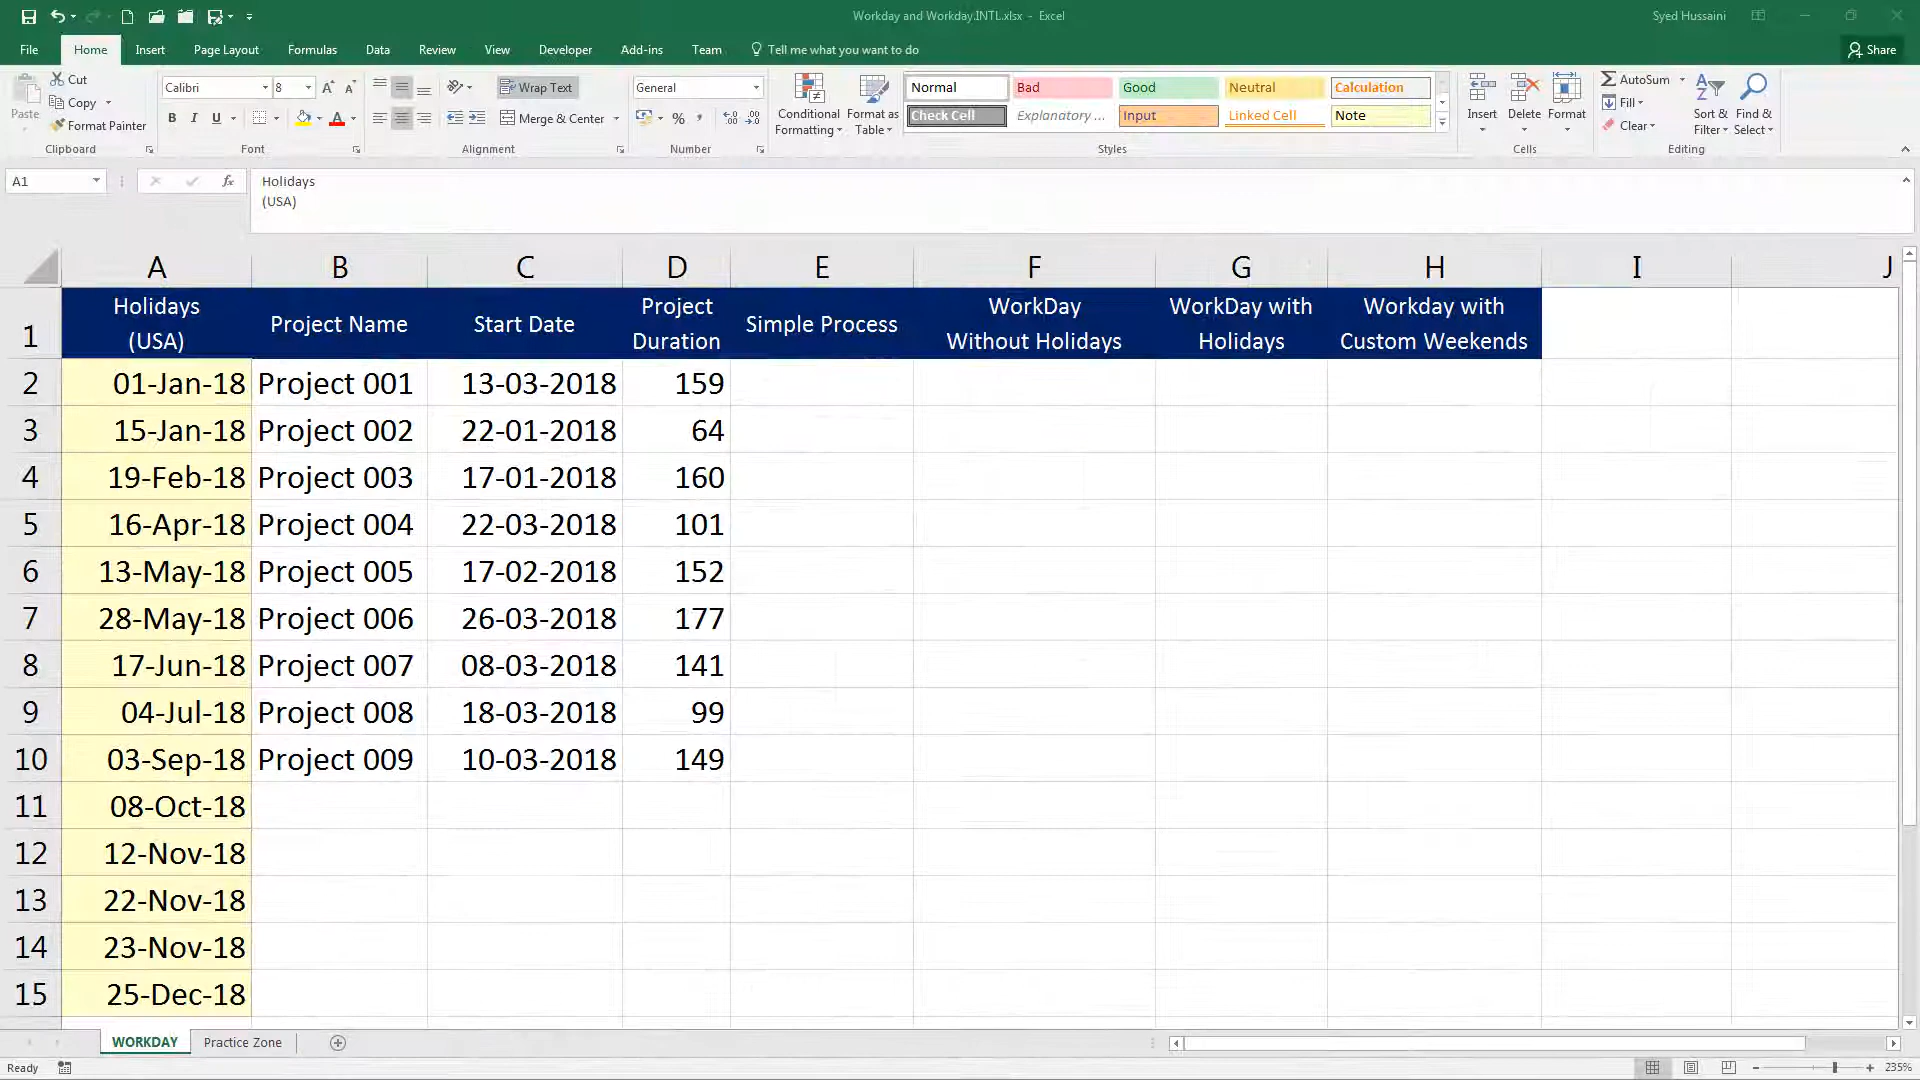 Workday and Workday.INTL.xlsx - Excel
Syed Hussaini
File Home Insert Page Layout Formulas Data Review View Developer Add-ins Team Tell me what you want to do Share
Paste
Cut
Copy
Format Painter
Clipboard
Calibri 8
B I U
Font
Wrap Text
Merge & Center
Alignment
General
%
Number
Conditional Formatting
Format as Table
Normal Bad Good Neutral Calculation
Check Cell Explanatory ... Input Linked Cell Note
Styles
Insert Delete Format
Cells
AutoSum
Fill
Clear
Sort & Filter
Find & Select
Editing
A1 fx Holidays
(USA)
A B C D E F G H I J
1 Holidays (USA) Project Name Start Date Project Duration Simple Process WorkDay Without Holidays WorkDay with Holidays Workday with Custom Weekends
2 01-Jan-18 Project 001 13-03-2018 159
3 15-Jan-18 Project 002 22-01-2018 64
4 19-Feb-18 Project 003 17-01-2018 160
5 16-Apr-18 Project 004 22-03-2018 101
6 13-May-18 Project 005 17-02-2018 152
7 28-May-18 Project 006 26-03-2018 177
8 17-Jun-18 Project 007 08-03-2018 141
9 04-Jul-18 Project 008 18-03-2018 99
10 03-Sep-18 Project 009 10-03-2018 149
11 08-Oct-18
12 12-Nov-18
13 22-Nov-18
14 23-Nov-18
15 25-Dec-18
WORKDAY Practice Zone
Ready 235%